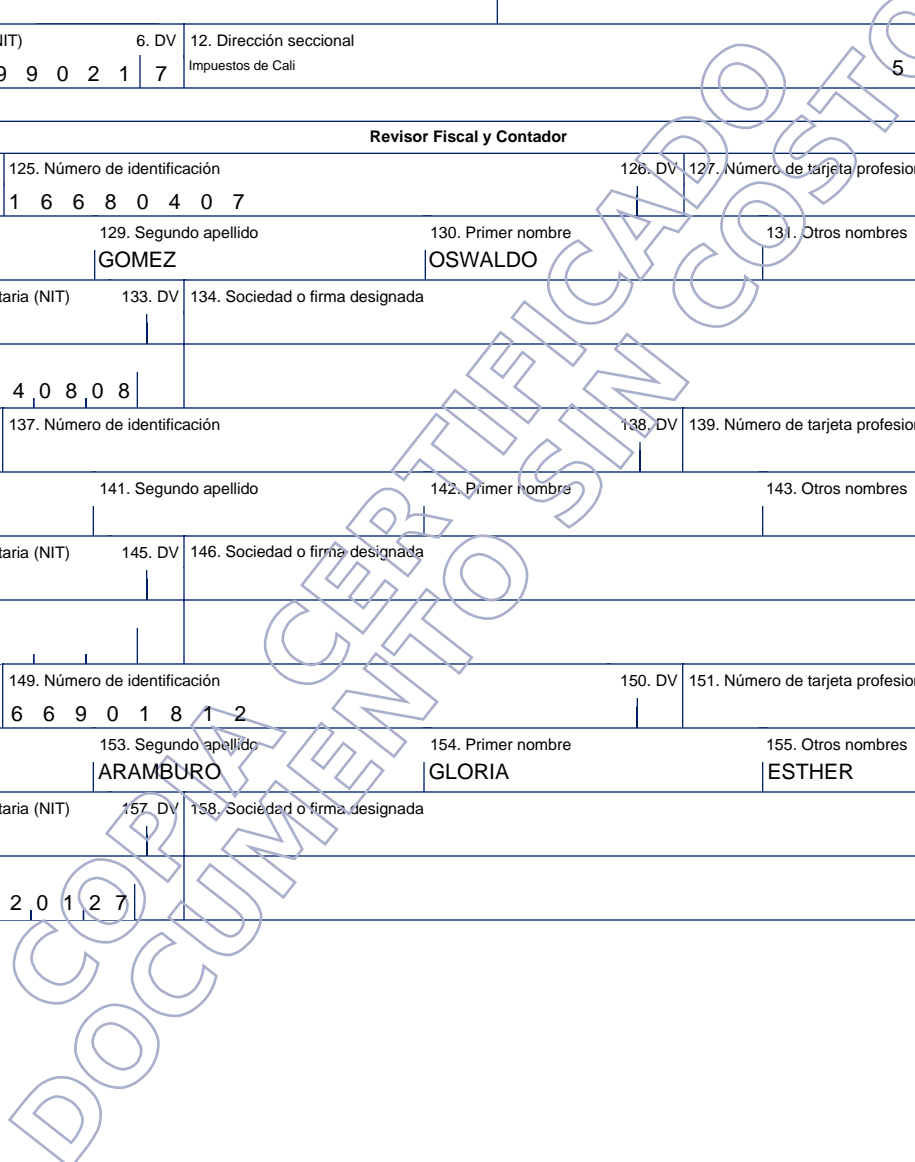 NIT) 6. DV 12. Dirección seccional
9 9 0 2 1 7 Impuestos de Cali 5
Revisor Fiscal y Contador
125. Número de identificación 126. DV 127. Número de tarjeta profesion
1 6 6 8 0 4 0 7
129. Segundo apellido 130. Primer nombre 131. Otros nombres
GOMEZ OSWALDO
taria (NIT) 133. DV 134. Sociedad o firma designada
4 0 8 0 8
137. Número de identificación 138. DV 139. Número de tarjeta profesion
141. Segundo apellido 142. Primer nombre 143. Otros nombres
taria (NIT) 145. DV 146. Sociedad o firma designada
149. Número de identificación 150. DV 151. Número de tarjeta profesion
6 6 9 0 1 8 1 2
153. Segundo apellido 154. Primer nombre 155. Otros nombres
ARAMBURO GLORIA ESTHER
taria (NIT) 157. DV 158. Sociedad o firma designada
2 0 1 2 7
COPIA CERTIFICADO
DOCUMENTO SIN COSTO